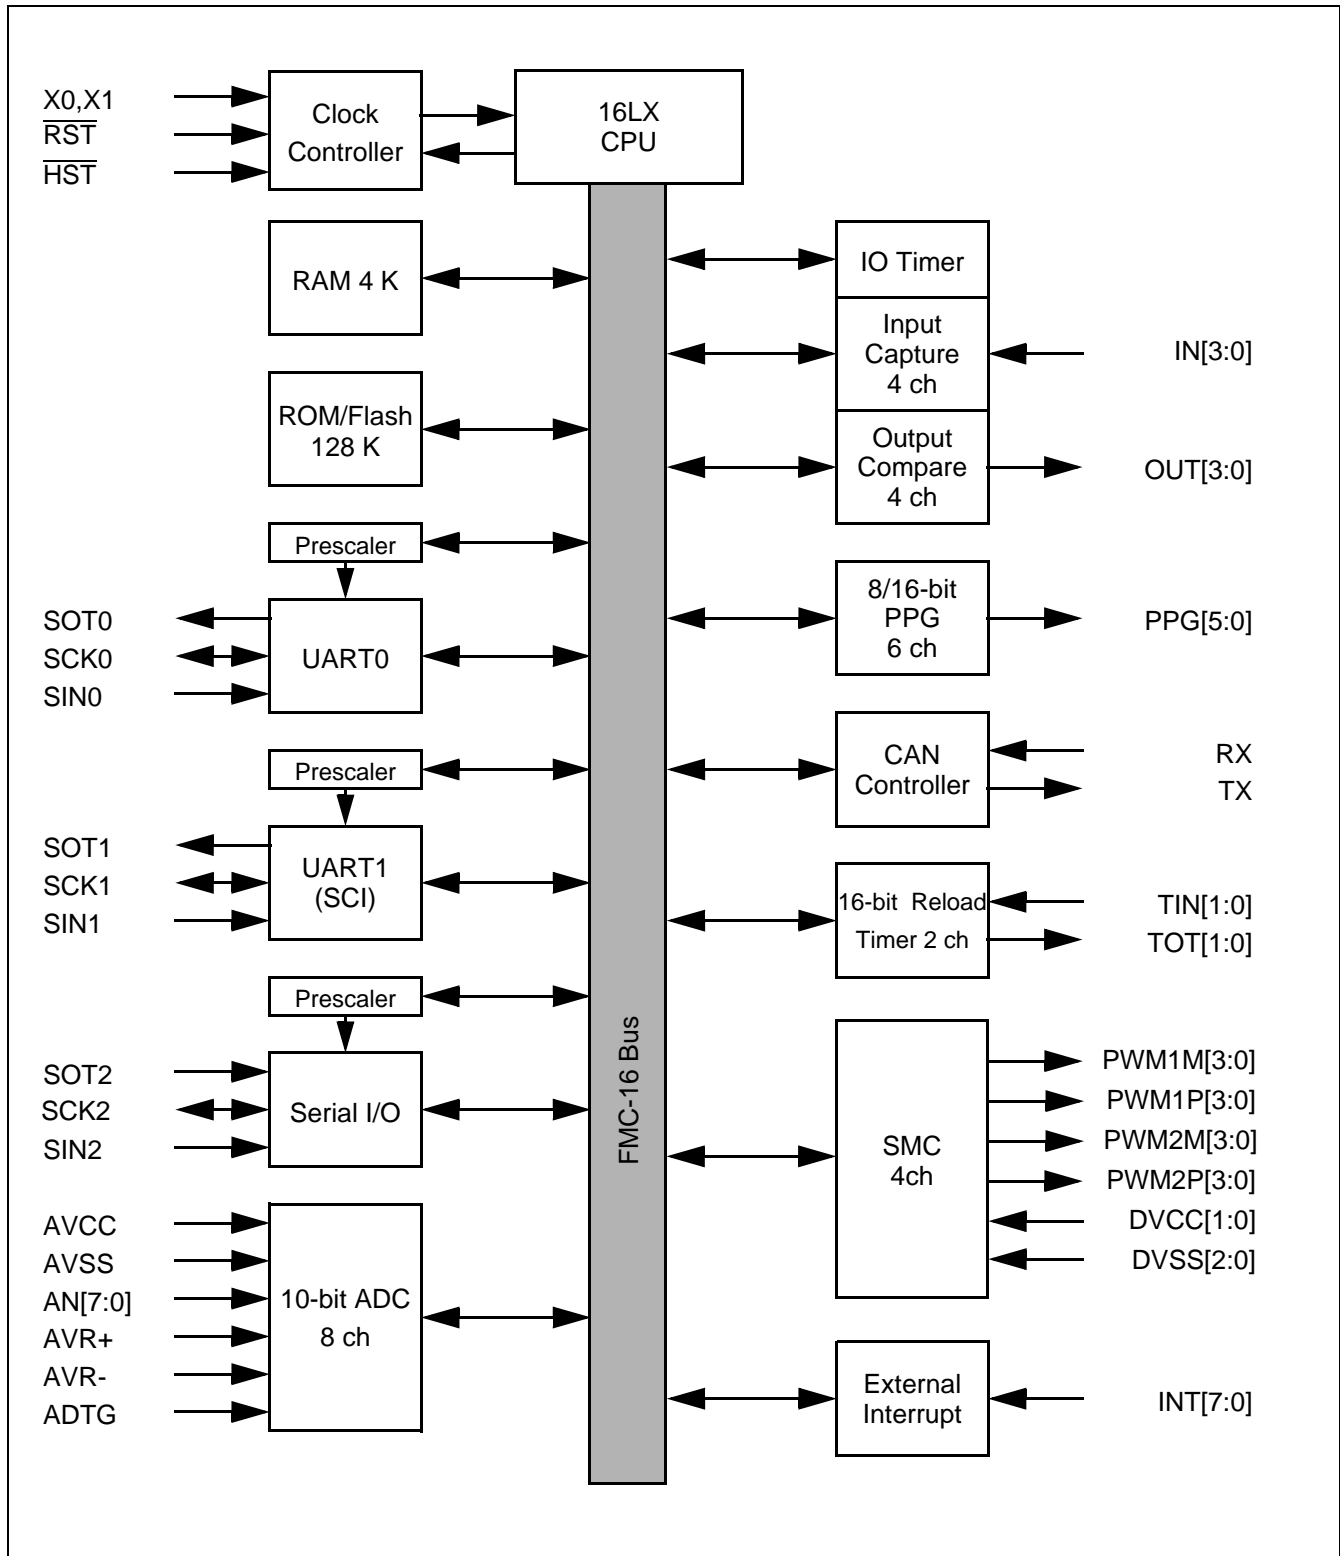 X0,X1
RST
HST
Clock
Controller
16LX
CPU
RAM 4 K
ROM/Flash
128 K
Prescaler
SOT0
SCK0
SIN0
UART0
Prescaler
SOT1
SCK1
SIN1
UART1
(SCI)
Prescaler
SOT2
SCK2
SIN2
Serial I/O
AVCC
AVSS
AN[7:0]
AVR+
AVR-
ADTG
10-bit ADC
8 ch
FMC-16 Bus
IO Timer
Input
Capture
4 ch
IN[3:0]
Output
Compare
4 ch
OUT[3:0]
8/16-bit
PPG
6 ch
PPG[5:0]
CAN
Controller
RX
TX
16-bit Reload
Timer 2 ch
TIN[1:0]
TOT[1:0]
SMC
4ch
PWM1M[3:0]
PWM1P[3:0]
PWM2M[3:0]
PWM2P[3:0]
DVCC[1:0]
DVSS[2:0]
External
Interrupt
INT[7:0]